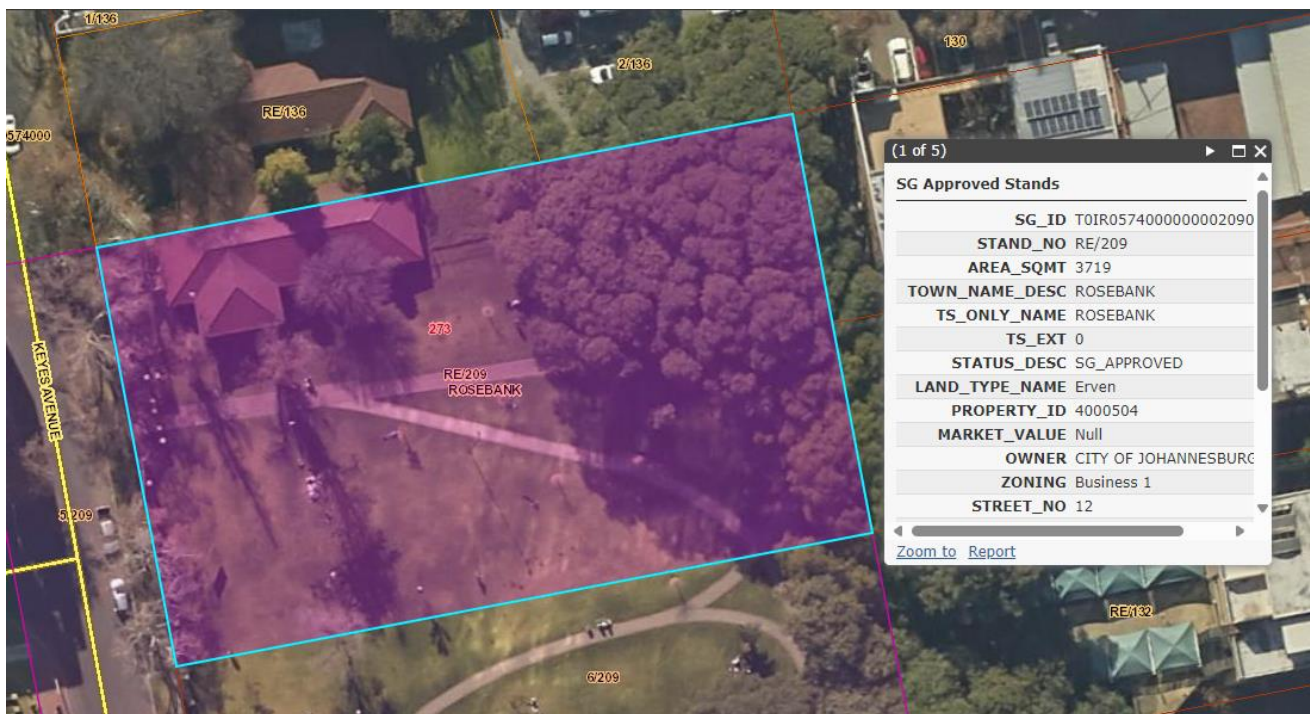 1/136
130
2/136
RE/136
574000
273
RE/209
ROSEBANK
KEYES AVENUE
5/209
6/209
RE/132
(1 of 5)
SG Approved Stands
SG_ID T0IR0574000000002090
STAND_NO RE/209
AREA_SQMT 3719
TOWN_NAME_DESC ROSEBANK
TS_ONLY_NAME ROSEBANK
TS_EXT 0
STATUS_DESC SG_APPROVED
LAND_TYPE_NAME Erven
PROPERTY_ID 4000504
MARKET_VALUE Null
OWNER CITY OF JOHANNESBURG
ZONING Business 1
STREET_NO 12
Zoom to Report